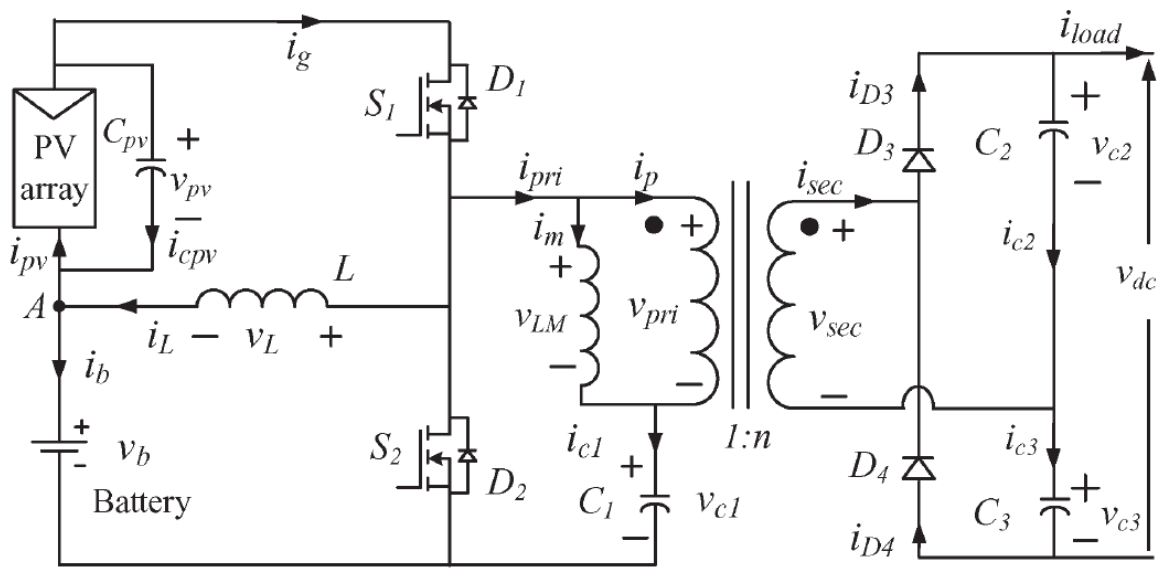 i_g
i_load
D_1
S_1
PV
array
C_pv
+
v_pv
−
i_pv
i_cpv
i_pri
i_p
i_m
+
v_LM
−
+
v_pri
−
i_sec
+
v_sec
−
1:n
i_D3
D_3
C_2
+
v_c2
−
i_c2
v_dc
A
L
i_L
−
v_L
+
i_b
+
-
v_b
Battery
S_2
D_2
i_c1
+
C_1
v_c1
−
D_4
i_D4
i_c3
C_3
+
v_c3
−